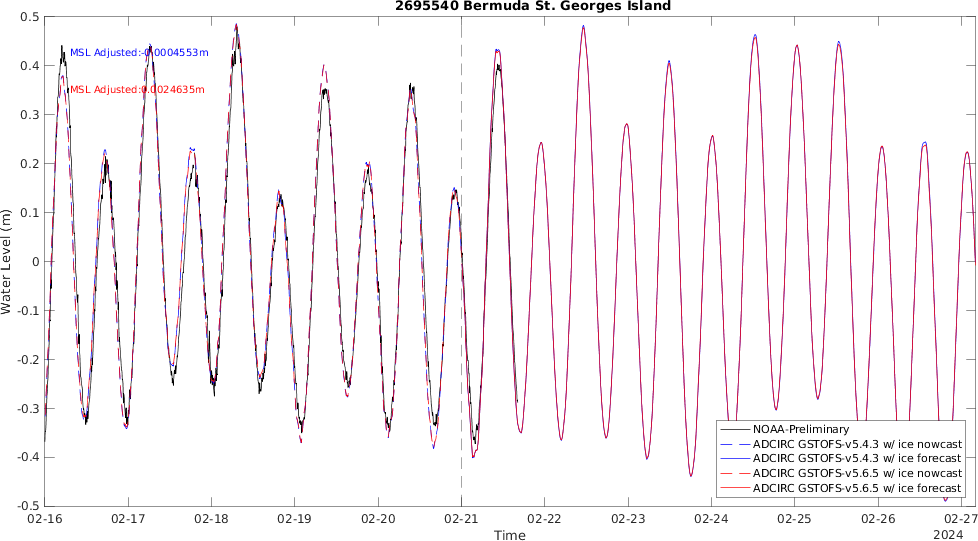 2695540 Bermuda St. Georges Island
0.5
0.4
0.3
0.2
0.1
0
-0.1
-0.2
-0.3
-0.4
-0.5
Water Level (m)
MSL Adjusted:-0.0004553m
MSL Adjusted:0.0024635m
NOAA-Preliminary
ADCIRC GSTOFS-v5.4.3 w/ ice nowcast
ADCIRC GSTOFS-v5.4.3 w/ ice forecast
ADCIRC GSTOFS-v5.6.5 w/ ice nowcast
ADCIRC GSTOFS-v5.6.5 w/ ice forecast
02-16 02-17 02-18 02-19 02-20 02-21 02-22 02-23 02-24 02-25 02-26 02-27
Time
2024